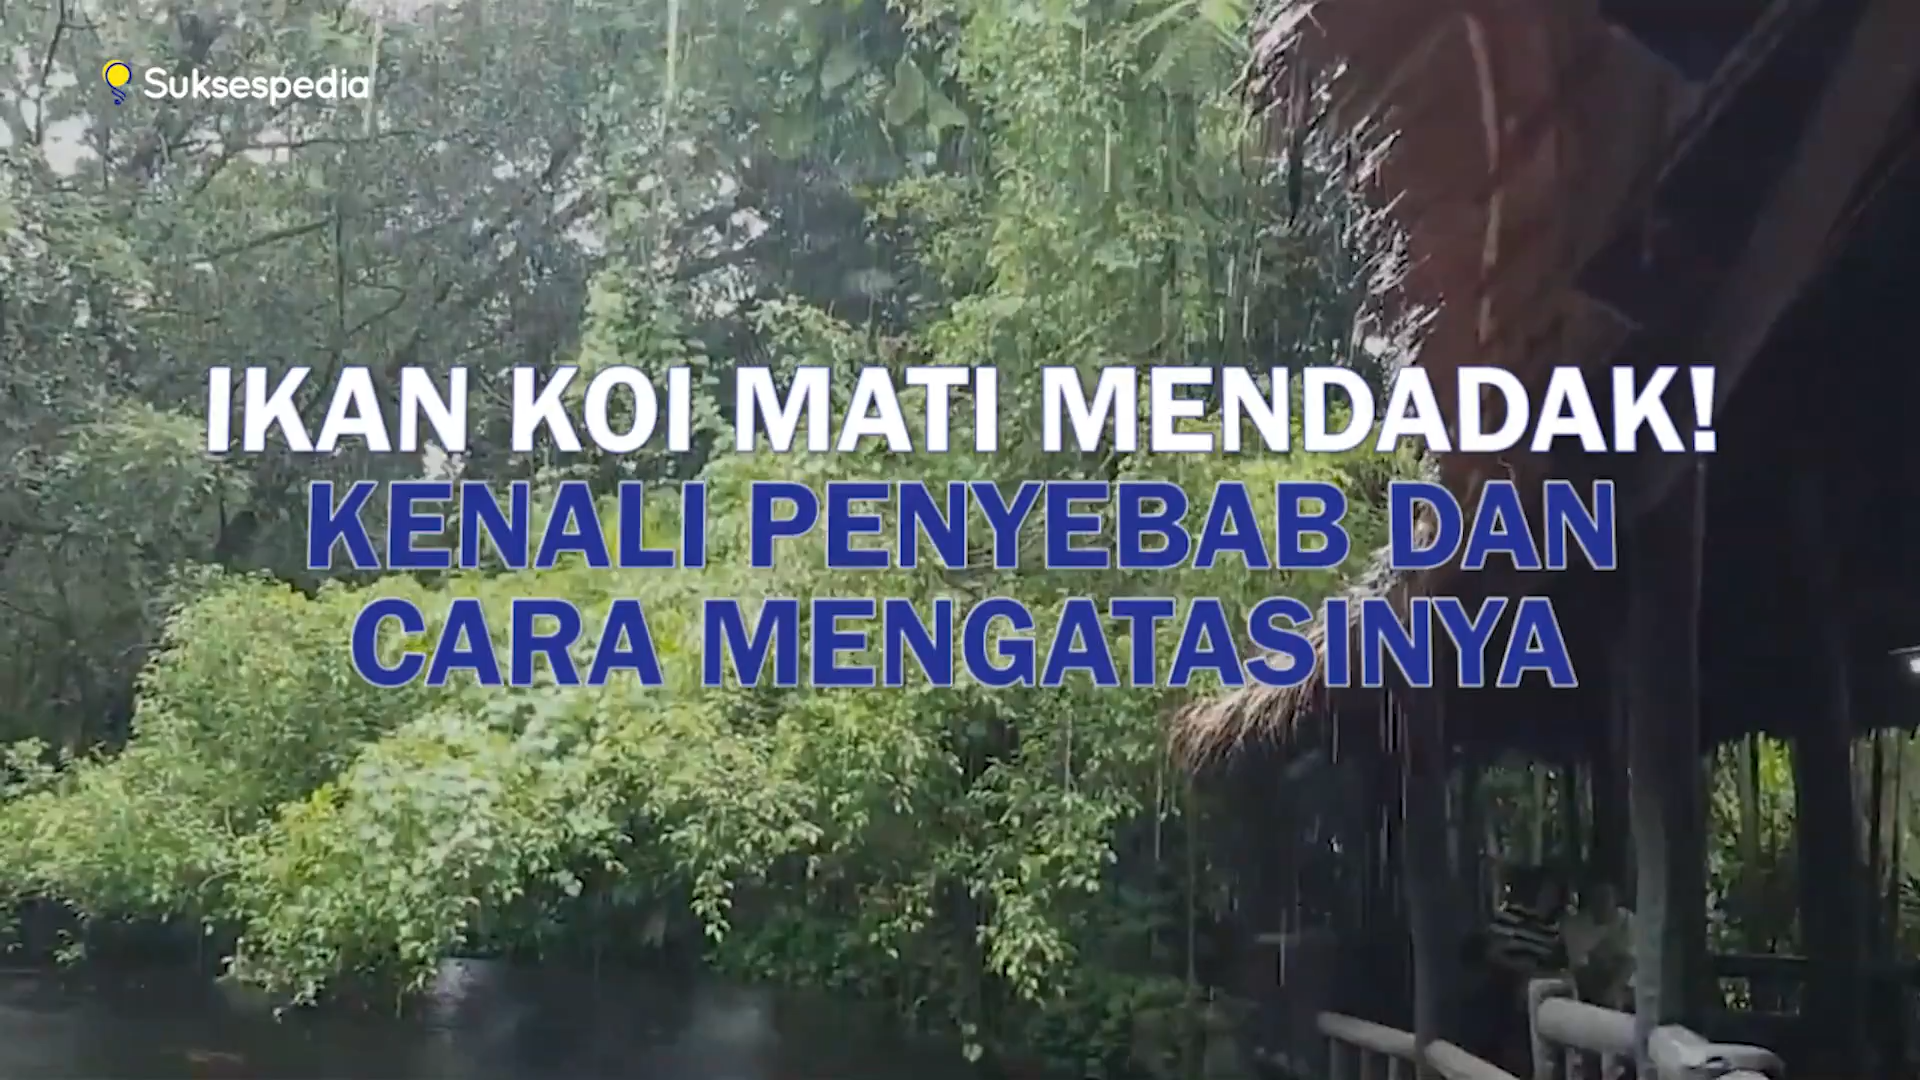 Suksespedia
IKAN KOI MATI MENDADAK!
KENALI PENYEBAB DAN
CARA MENGATASINYA